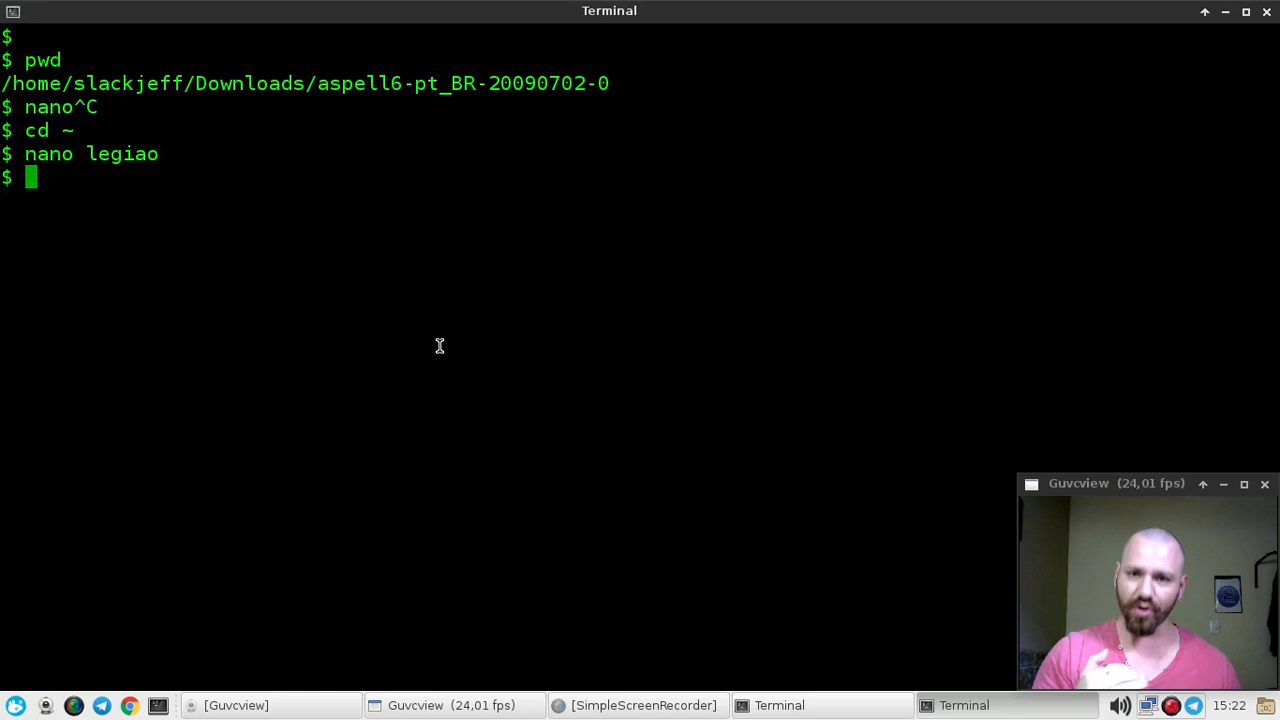 Terminal
$
$ pwd
/home/slackjeff/Downloads/aspell6-pt_BR-20090702-0
$ nano^C
$ cd ~
$ nano legiao
$
Guvcview (24,01 fps)
[Guvcview]
Guvcview (24,01 fps)
[SimpleScreenRecorder]
Terminal
Terminal
15:22